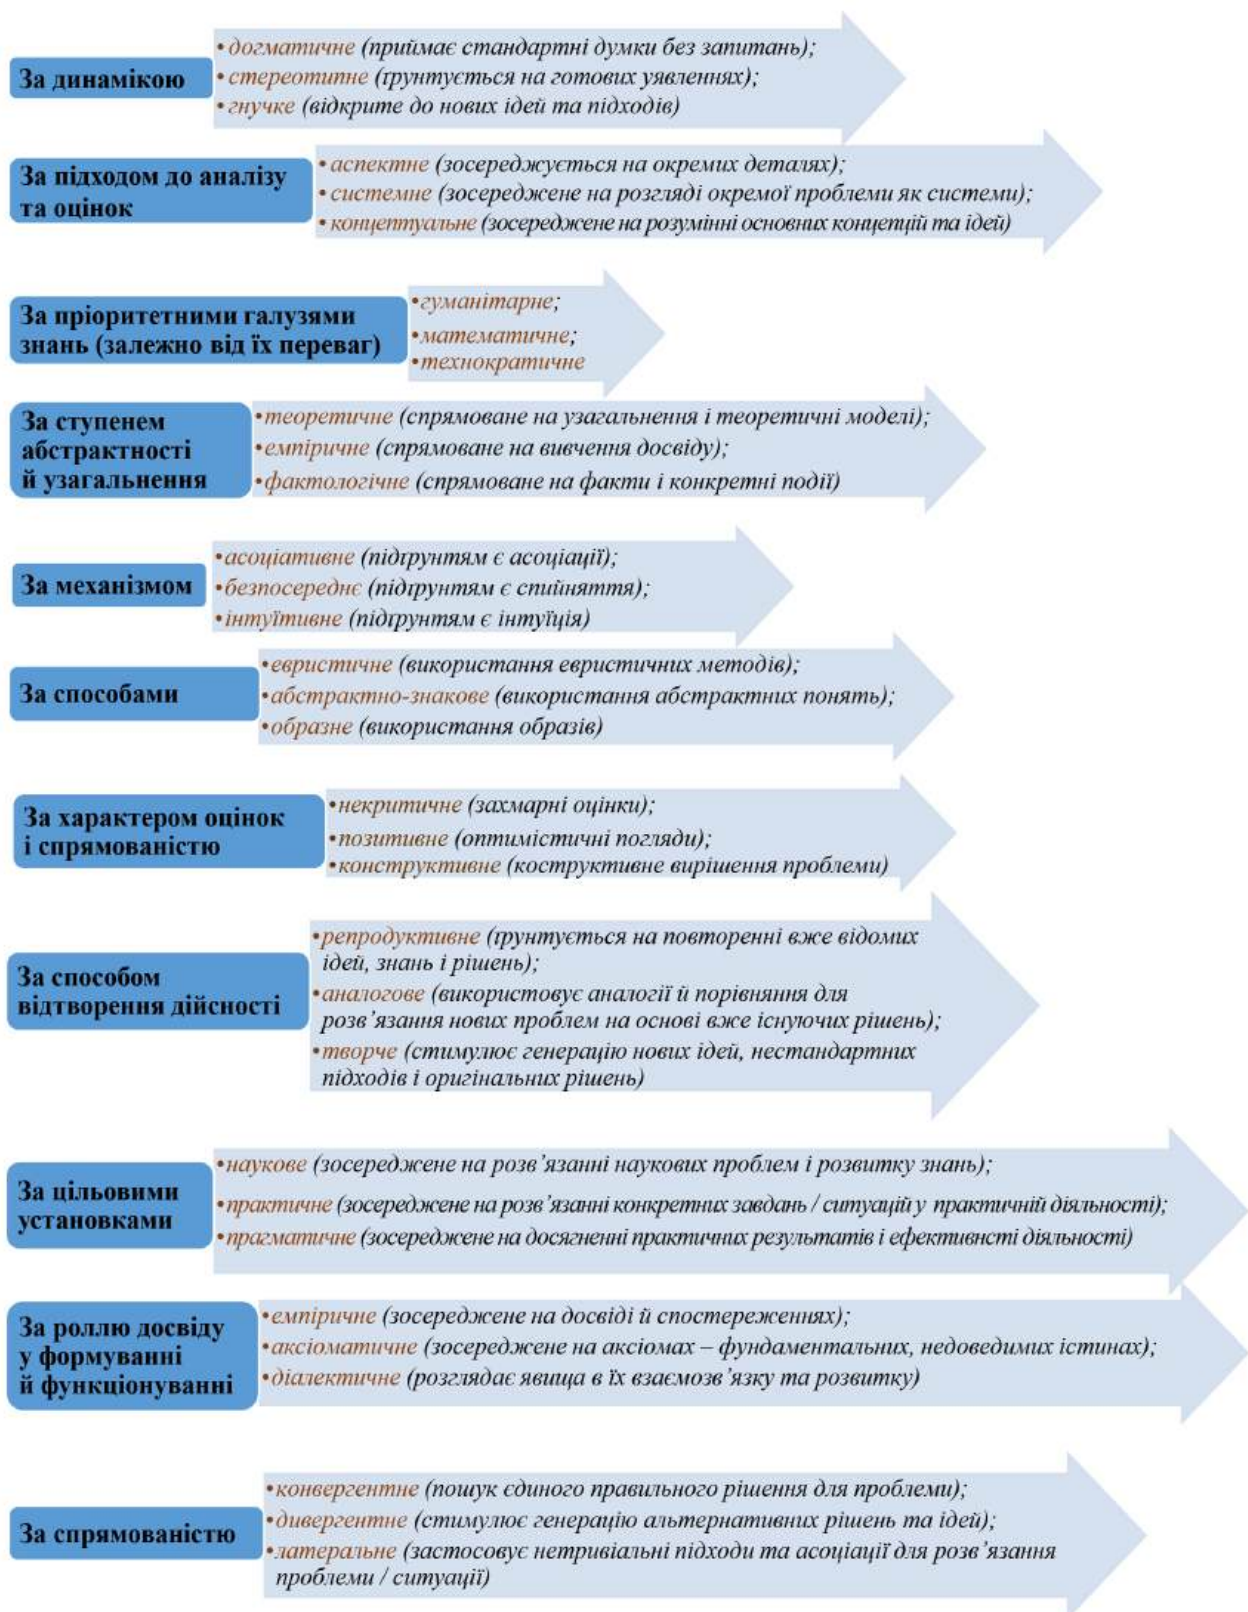 За динамікою
•догматичне (приймає стандартні думки без запитань);
•стереотипне (ґрунтується на готових уявленнях);
•гнучке (відкрите до нових ідей та підходів)
За підходом до аналізу
та оцінок
•аспектне (зосереджується на окремих деталях);
•системне (зосереджене на розгляді окремої проблеми як системи);
•концептуальне (зосереджене на розумінні основних концепцій та ідей)
За пріоритетними галузями
знань (залежно від їх переваг)
•гуманітарне;
•математичне;
•технократичне
За ступенем
абстрактності
й узагальнення
•теоретичне (спрямоване на узагальнення і теоретичні моделі);
•емпіричне (спрямоване на вивчення досвіду);
•фактологічне (спрямоване на факти і конкретні події)
За механізмом
•асоціативне (підґрунтям є асоціації);
•безпосереднє (підґрунтям є спийняття);
•інтуїтивне (підґрунтям є інтуїція)
За способами
•евристичне (використання евристичних методів);
•абстрактно-знакове (використання абстрактних понять);
•образне (використання образів)
За характером оцінок
і спрямованістю
•некритичне (захмарні оцінки);
•позитивне (оптимістичні погляди);
•конструктивне (коструктивне вирішення проблеми)
За способом
відтворення дійсності
•репродуктивне (ґрунтується на повторенні вже відомих
ідей, знань і рішень);
•аналогове (використовує аналогії й порівняння для
розв’язання нових проблем на основі вже існуючих рішень);
•творче (стимулює генерацію нових ідей, нестандартних
підходів і оригінальних рішень)
За цільовими
установками
•наукове (зосереджене на розв’язанні наукових проблем і розвитку знань);
•практичне (зосереджене на розв’язанні конкретних завдань / ситуацій у практичній діяльності);
•прагматичне (зосереджене на досягненні практичних результатів і ефективнсті діяльності)
За роллю досвіду
у формуванні
й функціонуванні
•емпіричне (зосереджене на досвіді й спостереженнях);
•аксіоматичне (зосереджене на аксіомах – фундаментальних, недоведимих істинах);
•діалектичне (розглядає явища в їх взаємозв’язку та розвитку)
За спрямованістю
•конвергентне (пошук єдиного правильного рішення для проблеми);
•дивергентне (стимулює генерацію альтернативних рішень та ідей);
•латеральне (застосовує нетривіальні підходи та асоціації для розв’язання
проблеми / ситуації)